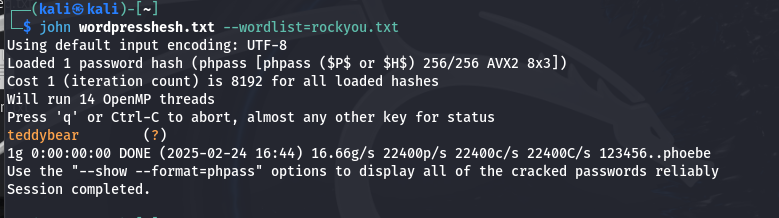 ┌──(kali㉿kali)-[~]
└─$ john wordpresshesh.txt --wordlist=rockyou.txt
Using default input encoding: UTF-8
Loaded 1 password hash (phpass [phpass ($P$ or $H$) 256/256 AVX2 8x3])
Cost 1 (iteration count) is 8192 for all loaded hashes
Will run 14 OpenMP threads
Press 'q' or Ctrl-C to abort, almost any other key for status
teddybear        (?)
1g 0:00:00:00 DONE (2025-02-24 16:44) 16.66g/s 22400p/s 22400c/s 22400C/s 123456..phoebe
Use the "--show --format=phpass" options to display all of the cracked passwords reliably
Session completed.